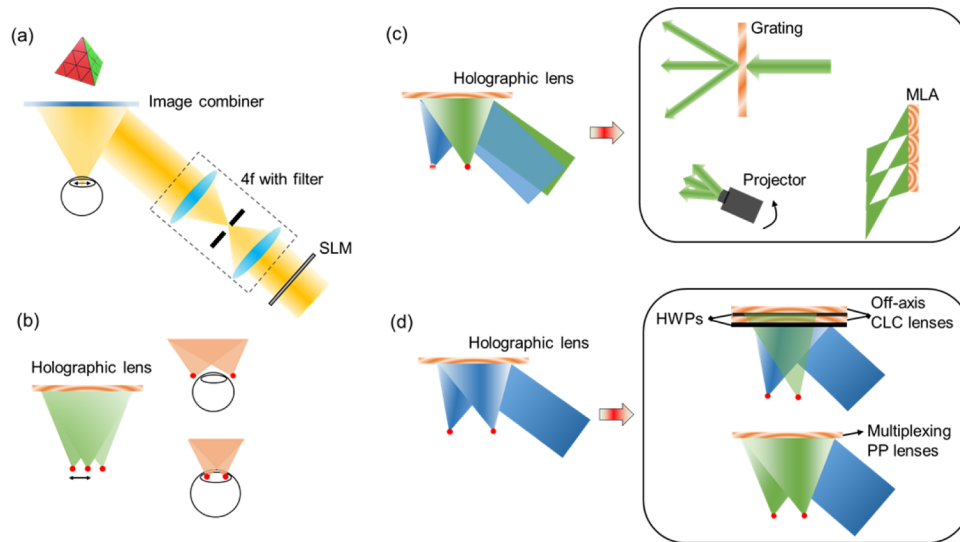 (a)
Image combiner
4f with filter
SLM
(b)
Holographic lens
(c)
Holographic lens
Grating
MLA
Projector
(d)
Holographic lens
HWPs
Off-axis
CLC lenses
Multiplexing
PP lenses